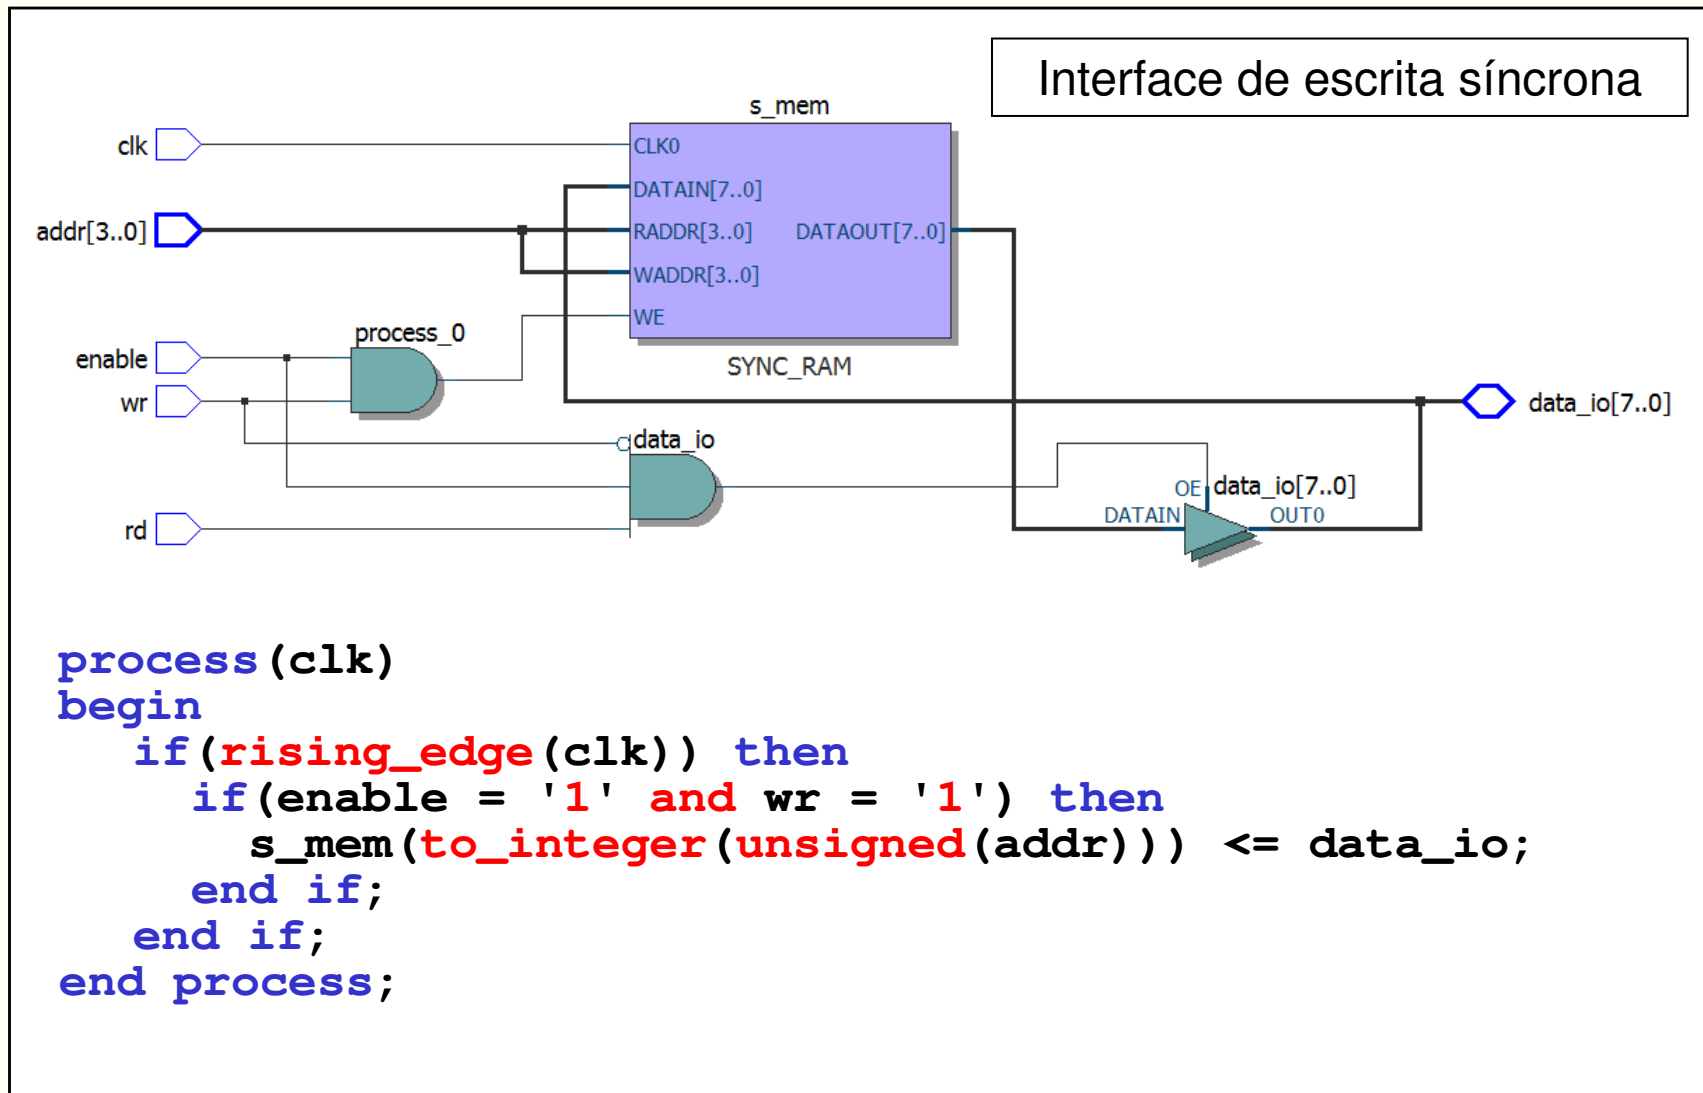 Interface de escrita síncrona
s_mem
clk
CLK0
DATAIN[7..0]
addr[3..0]
RADDR[3..0]
DATAOUT[7..0]
WADDR[3..0]
WE
process_0
enable
SYNC_RAM
wr
data_io[7..0]
data_io
OE
data_io[7..0]
DATAIN
OUT0
rd
process(clk)
begin
if(rising_edge(clk)) then
if(enable = '1' and wr = '1') then
s_mem(to_integer(unsigned(addr))) <= data_io;
end if;
end if;
end process;